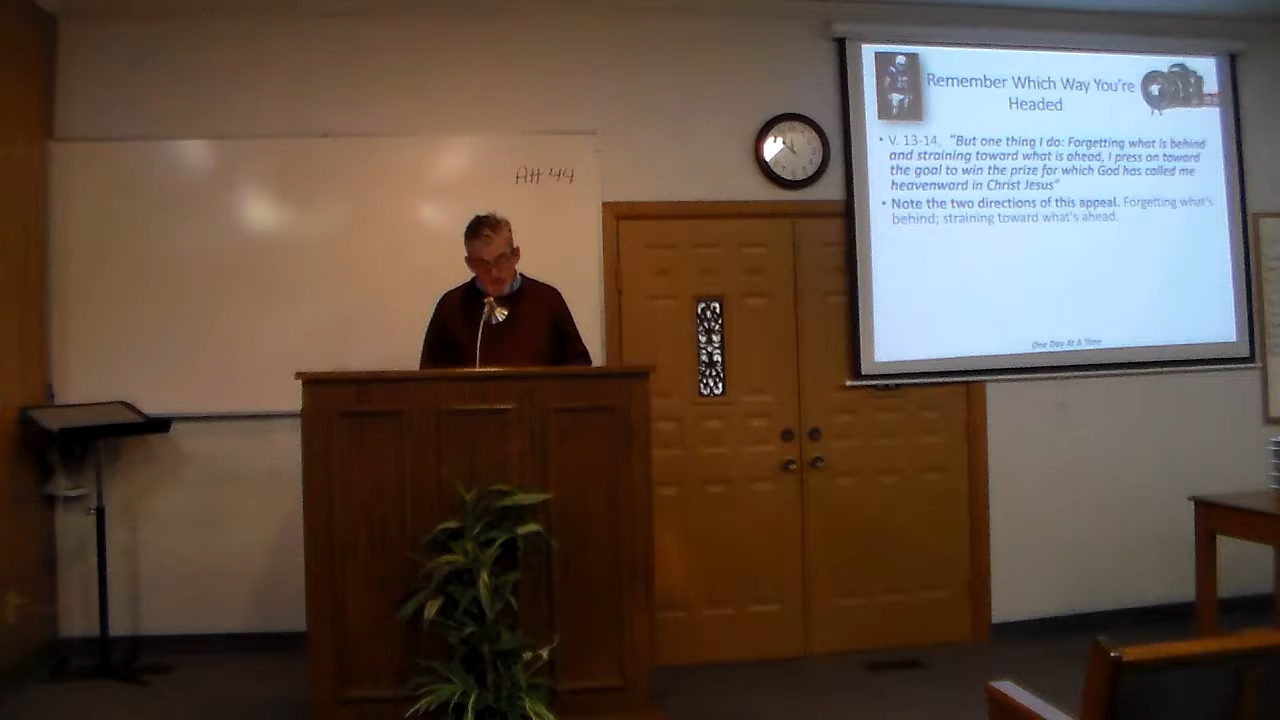 AH 44
Remember Which Way You're
Headed
• V. 13-14, "But one thing I do: Forgetting what is behind
and straining toward what is ahead, I press on toward
the goal to win the prize for which God has called me
heavenward in Christ Jesus"
• Note the two directions of this appeal. Forgetting what's
behind; straining toward what's ahead.
One Day At A Time